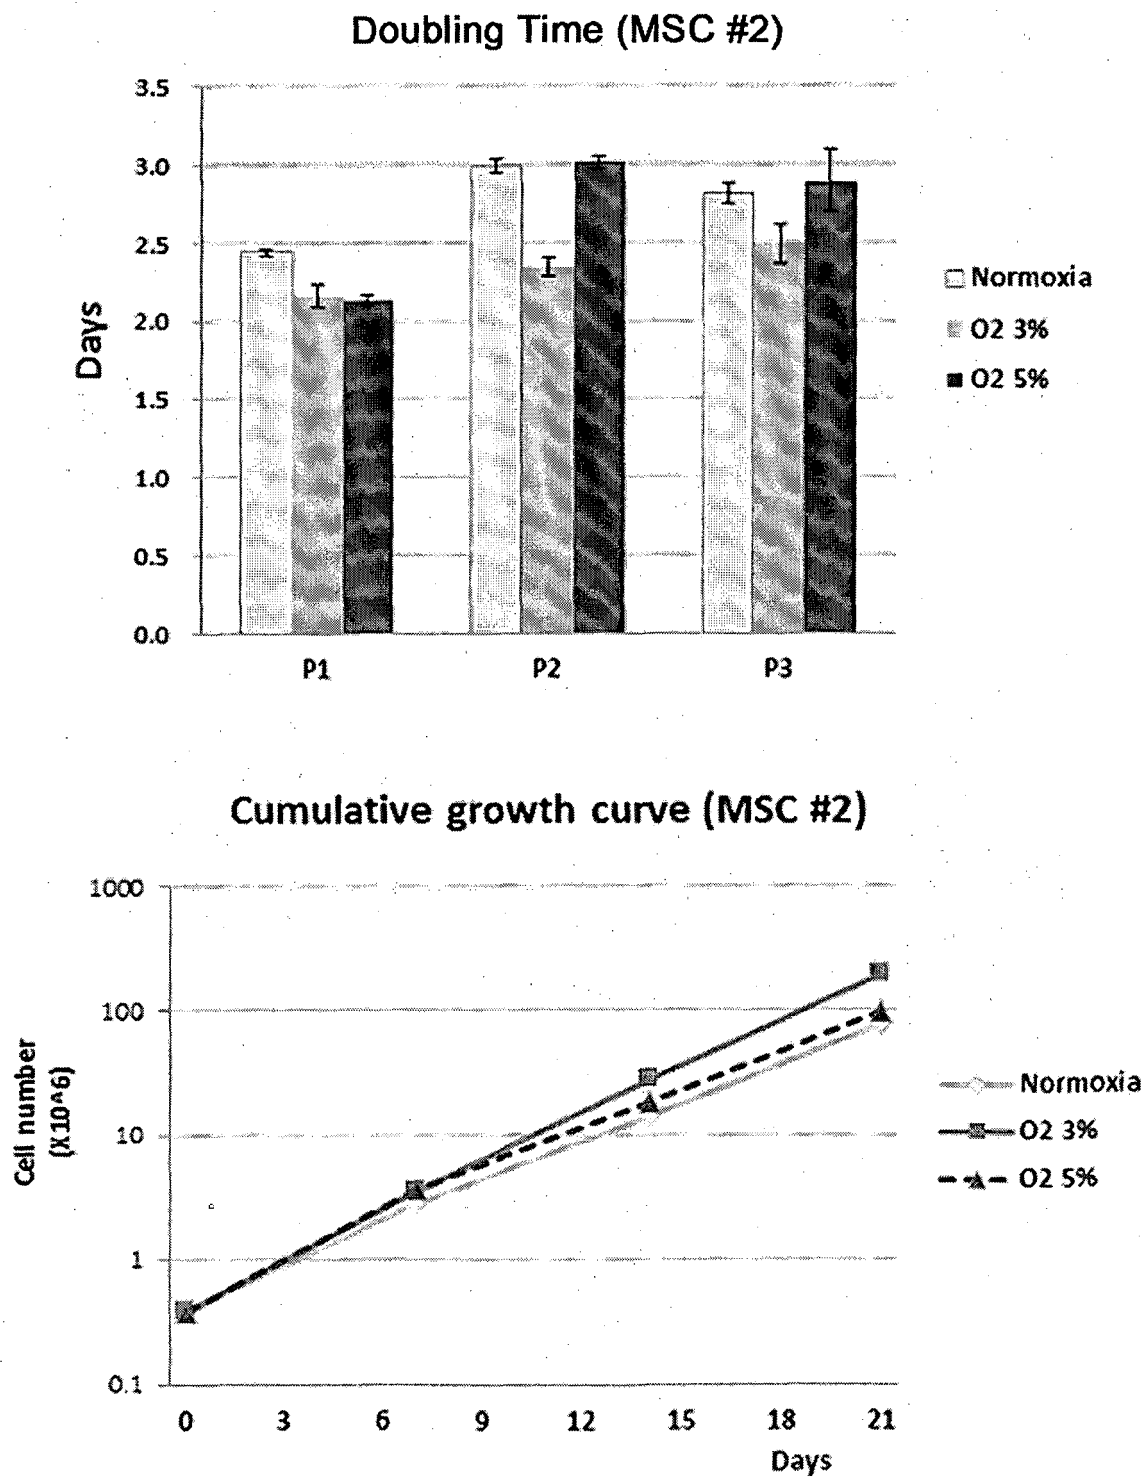 Doubling Time (MSC #2)
3.5
3.0
2.5
2.0
1.5
1.0
0.5
0.0
Days
P1
P2
P3
Normoxia
O2 3%
O2 5%
Cumulative growth curve (MSC #2)
1000
100
10
1
0.1
Cell number
(X10^6)
0
3
6
9
12
15
18
21
Days
Normoxia
O2 3%
O2 5%